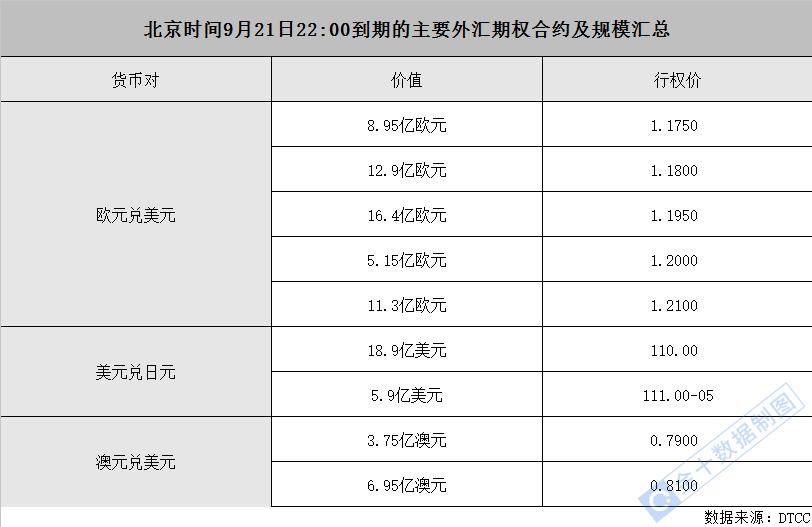 北京时间9月21日22:00到期的主要外汇期权合约及规模汇总
货币对 价值 行权价
欧元兑美元
8.95亿欧元 1.1750
12.9亿欧元 1.1800
16.4亿欧元 1.1950
5.15亿欧元 1.2000
11.3亿欧元 1.2100
美元兑日元
18.9亿美元 110.00
5.9亿美元 111.00-05
澳元兑美元
3.75亿澳元 0.7900
6.95亿澳元 0.8100
金十数据制图
数据来源: DTCC